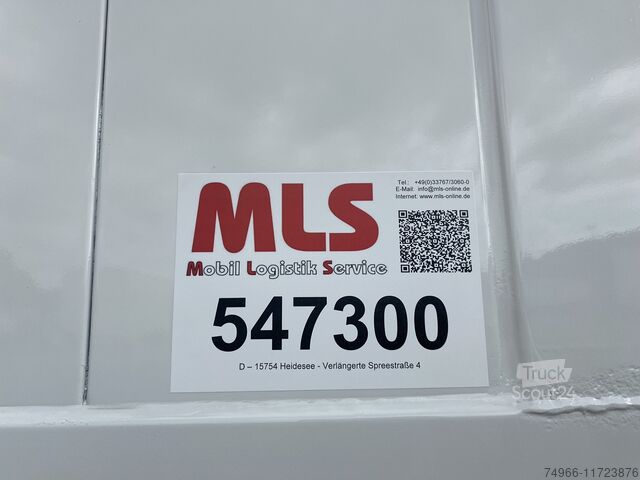 MLS
Tel.: +49(0)33767/3060-0
E-Mail: info@mls-online.de
Internet: www.mls-online.de
Mobil Logistik Service
547300
D – 15754 Heidesee - Verlängerte Spreestraße 4
Truck
Scout24
74966-11723876